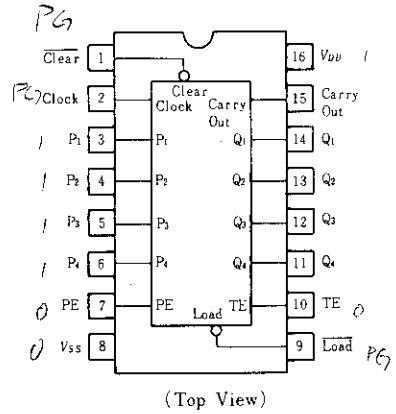 PG
Clear 1
16 VDD 1
PG Clock 2
Clear
Clock
Carry Out
15 Carry Out
1 P1 3 P1
Q1 14 Q1
1 P2 4 P2
Q2 13 Q2
1 P3 5 P3
Q3 12 Q3
1 P4 6 P4
Q4 11 Q4
0 PE 7 PE
TE 10 TE 0
Load
0 VSS 8
9 Load PG
(Top View)